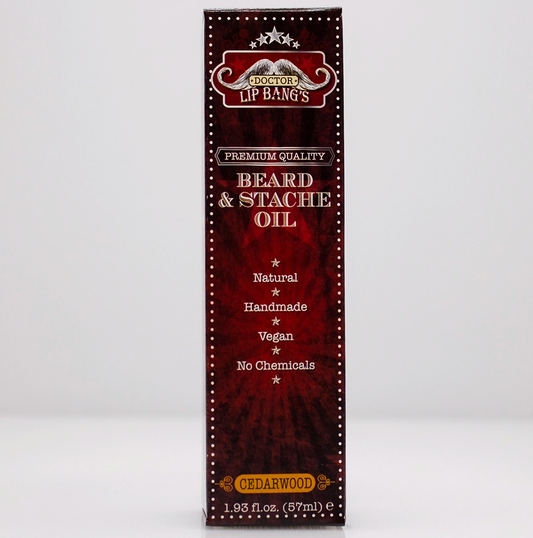 DOCTOR
LIP BANG'S
PREMIUM QUALITY
BEARD
& STACHE
OIL
Natural
Handmade
Vegan
No Chemicals
CEDARWOOD
1.93 fl.oz. (57ml) ℮